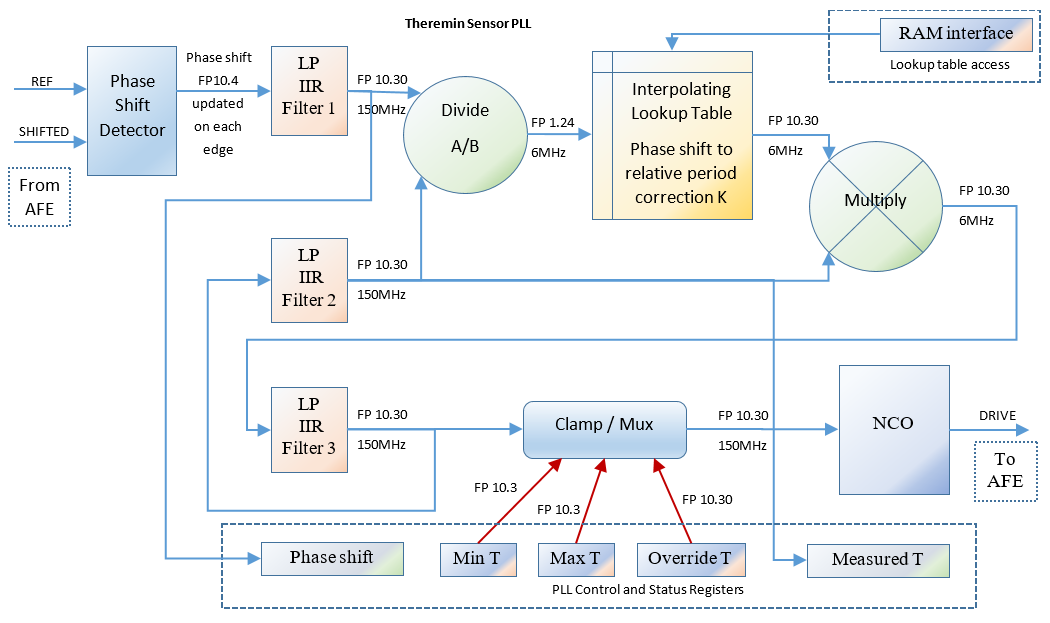 Theremin Sensor PLL
RAM interface
Lookup table access
REF
SHIFTED
From
AFE
Phase
Shift
Detector
Phase shift
FP10.4
updated
on each
edge
LP
IIR
Filter 1
FP 10.30
150MHz
Divide
A/B
FP 1.24
6MHz
Interpolating
Lookup Table
Phase shift to
relative period
correction K
FP 10.30
6MHz
Multiply
FP 10.30
6MHz
LP
IIR
Filter 2
FP 10.30
150MHz
LP
IIR
Filter 3
FP 10.30
150MHz
Clamp / Mux
FP 10.30
150MHz
NCO
DRIVE
To
AFE
FP 10.3
FP 10.3
FP 10.30
Phase shift
Min T
Max T
Override T
Measured T
PLL Control and Status Registers